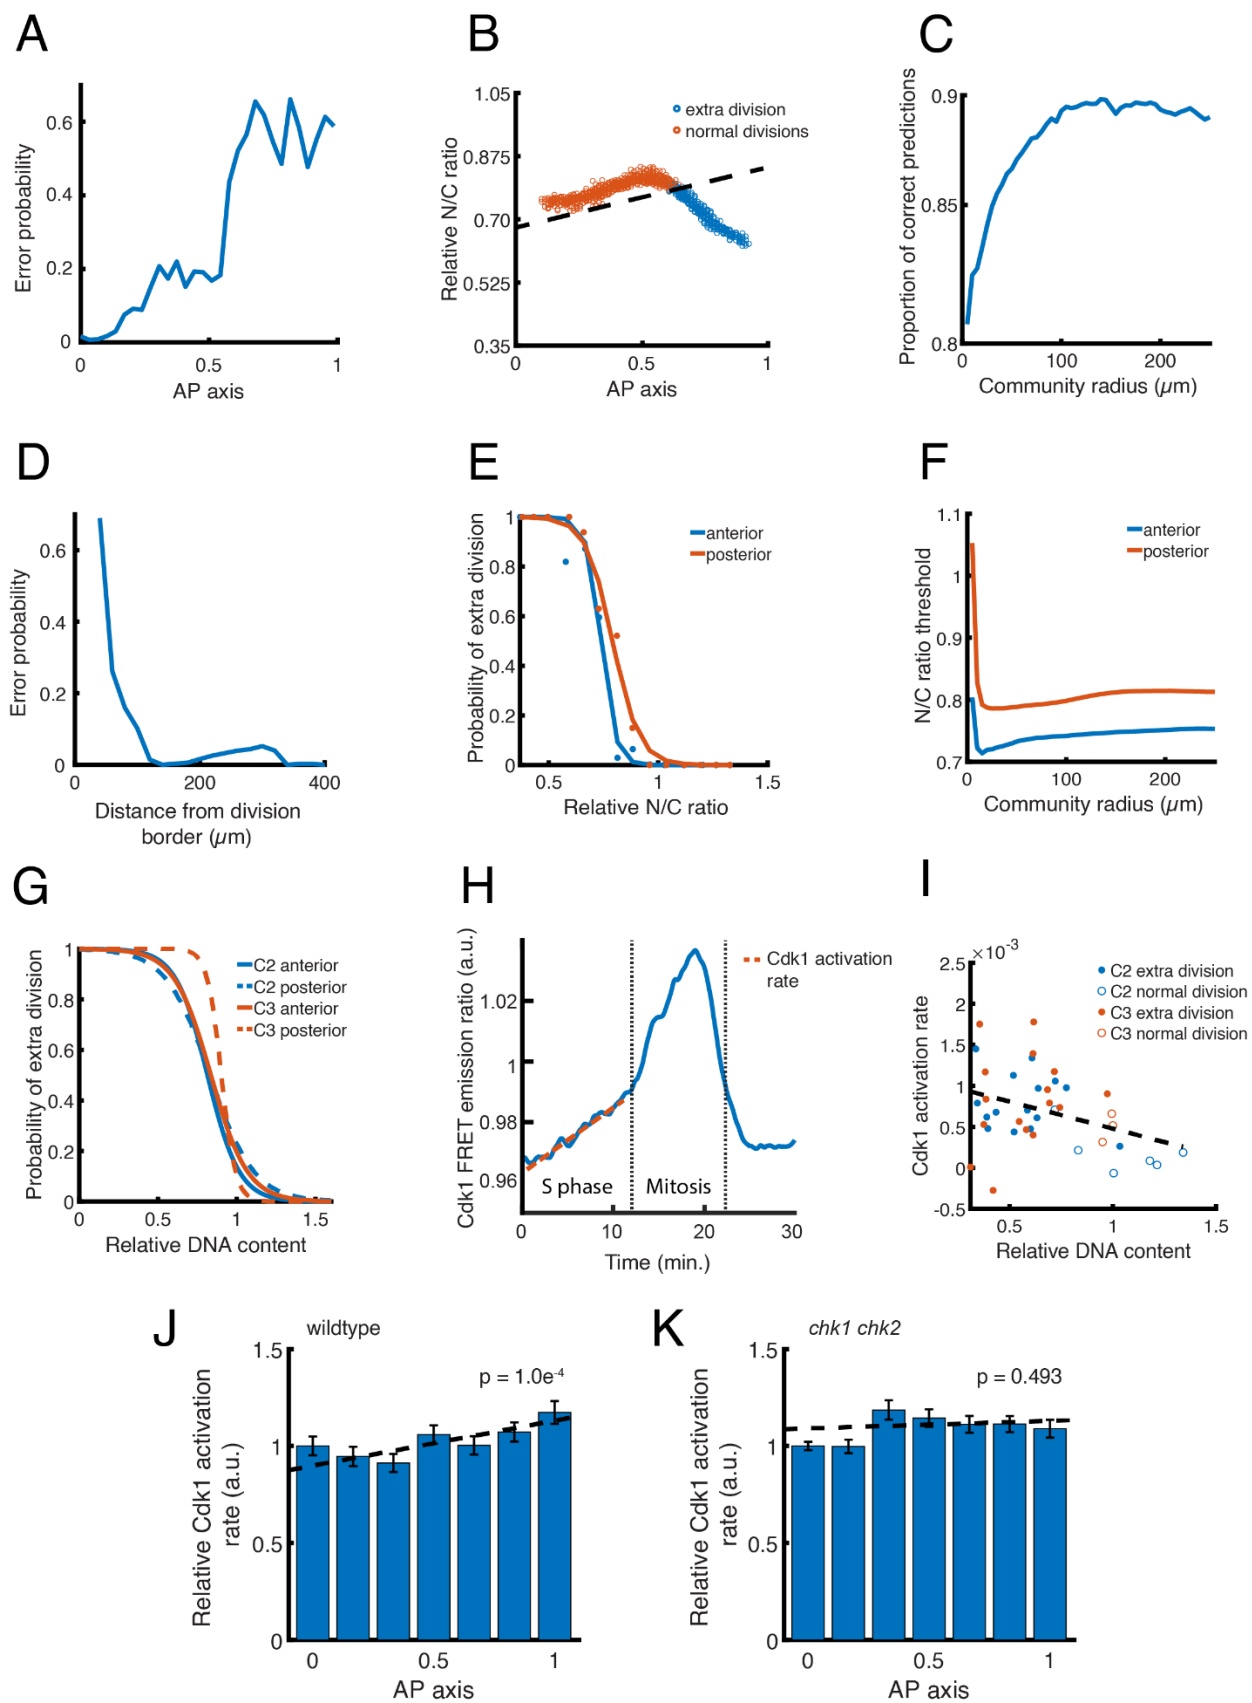 A
Error probability
0.6
0.4
0.2
0
0
0.5
1
AP axis
B
Relative N/C ratio
1.05
0.875
0.70
0.525
0.35
0
0.5
1
AP axis
extra division
normal divisions
C
Proportion of correct predictions
0.9
0.85
0.8
0
100
200
Community radius (µm)
D
Error probability
0.6
0.4
0.2
0
0
200
400
Distance from division
border (µm)
E
Probability of extra division
1
0.8
0.6
0.4
0.2
0
0.5
1
1.5
Relative N/C ratio
anterior
posterior
F
N/C ratio threshold
1.1
1
0.9
0.8
0.7
0
100
200
Community radius (µm)
anterior
posterior
G
Probability of extra division
1
0.8
0.6
0.4
0.2
0
0
0.5
1
1.5
Relative DNA content
C2 anterior
C2 posterior
C3 anterior
C3 posterior
H
Cdk1 FRET emission ratio (a.u.)
1.02
1
0.98
0.96
0
10
20
30
Time (min.)
S phase
Mitosis
Cdk1 activation
rate
I
Cdk1 activation rate
×10⁻³
2.5
2
1.5
1
0.5
0
-0.5
0.5
1
1.5
Relative DNA content
C2 extra division
C2 normal division
C3 extra division
C3 normal division
J
wildtype
Relative Cdk1 activation
rate (a.u.)
1.5
1
0.5
0
p = 1.0e⁻⁴
0
0.5
1
AP axis
K
chk1 chk2
Relative Cdk1 activation
rate (a.u.)
1.5
1
0.5
0
p = 0.493
0
0.5
1
AP axis